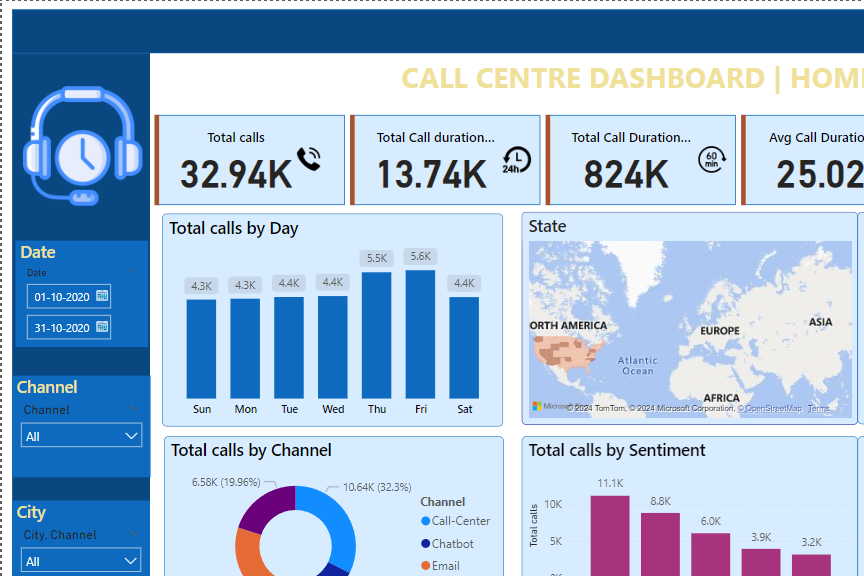 CALL CENTRE DASHBOARD | HOM
Total calls
32.94K
Total Call duration...
13.74K
24h
Total Call Duration...
824K
60 min
Avg Call Duratio
25.02
Date
Date
01-10-2020
31-10-2020
Channel
Channel
All
City
City, Channel
All
Total calls by Day
4.3K
4.3K
4.4K
4.4K
5.5K
5.6K
4.4K
Sun Mon Tue Wed Thu Fri Sat
State
ORTH AMERICA
EUROPE
ASIA
Atlantic
Ocean
AFRICA
Microsoft
© 2024 TomTom, © 2024 Microsoft Corporation, © OpenStreetMap Terms
Total calls by Channel
6.58K (19.96%)
10.64K (32.3%)
Channel
Call-Center
Chatbot
Email
Total calls by Sentiment
Total calls
10K
5K
11.1K
8.8K
6.0K
3.9K
3.2K